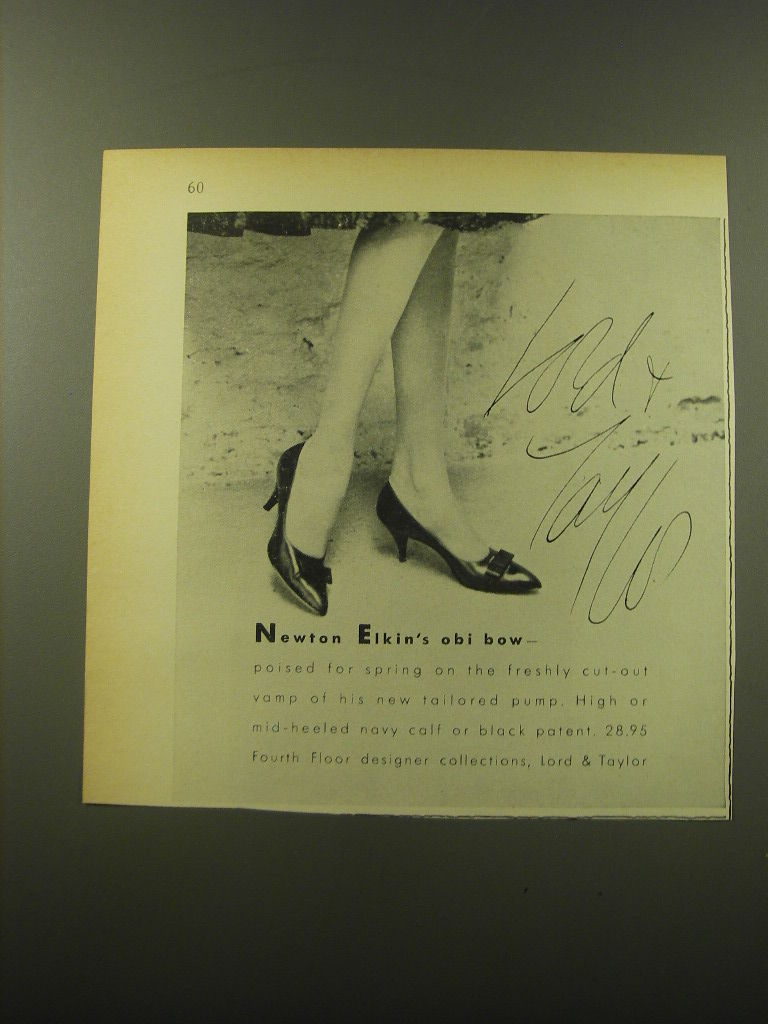 60
Lord &
Taylor
Newton Elkin's obi bow—
poised for spring on the freshly cut-out
vamp of his new tailored pump. High or
mid-heeled navy calf or black patent. 28.95
Fourth Floor designer collections, Lord & Taylor